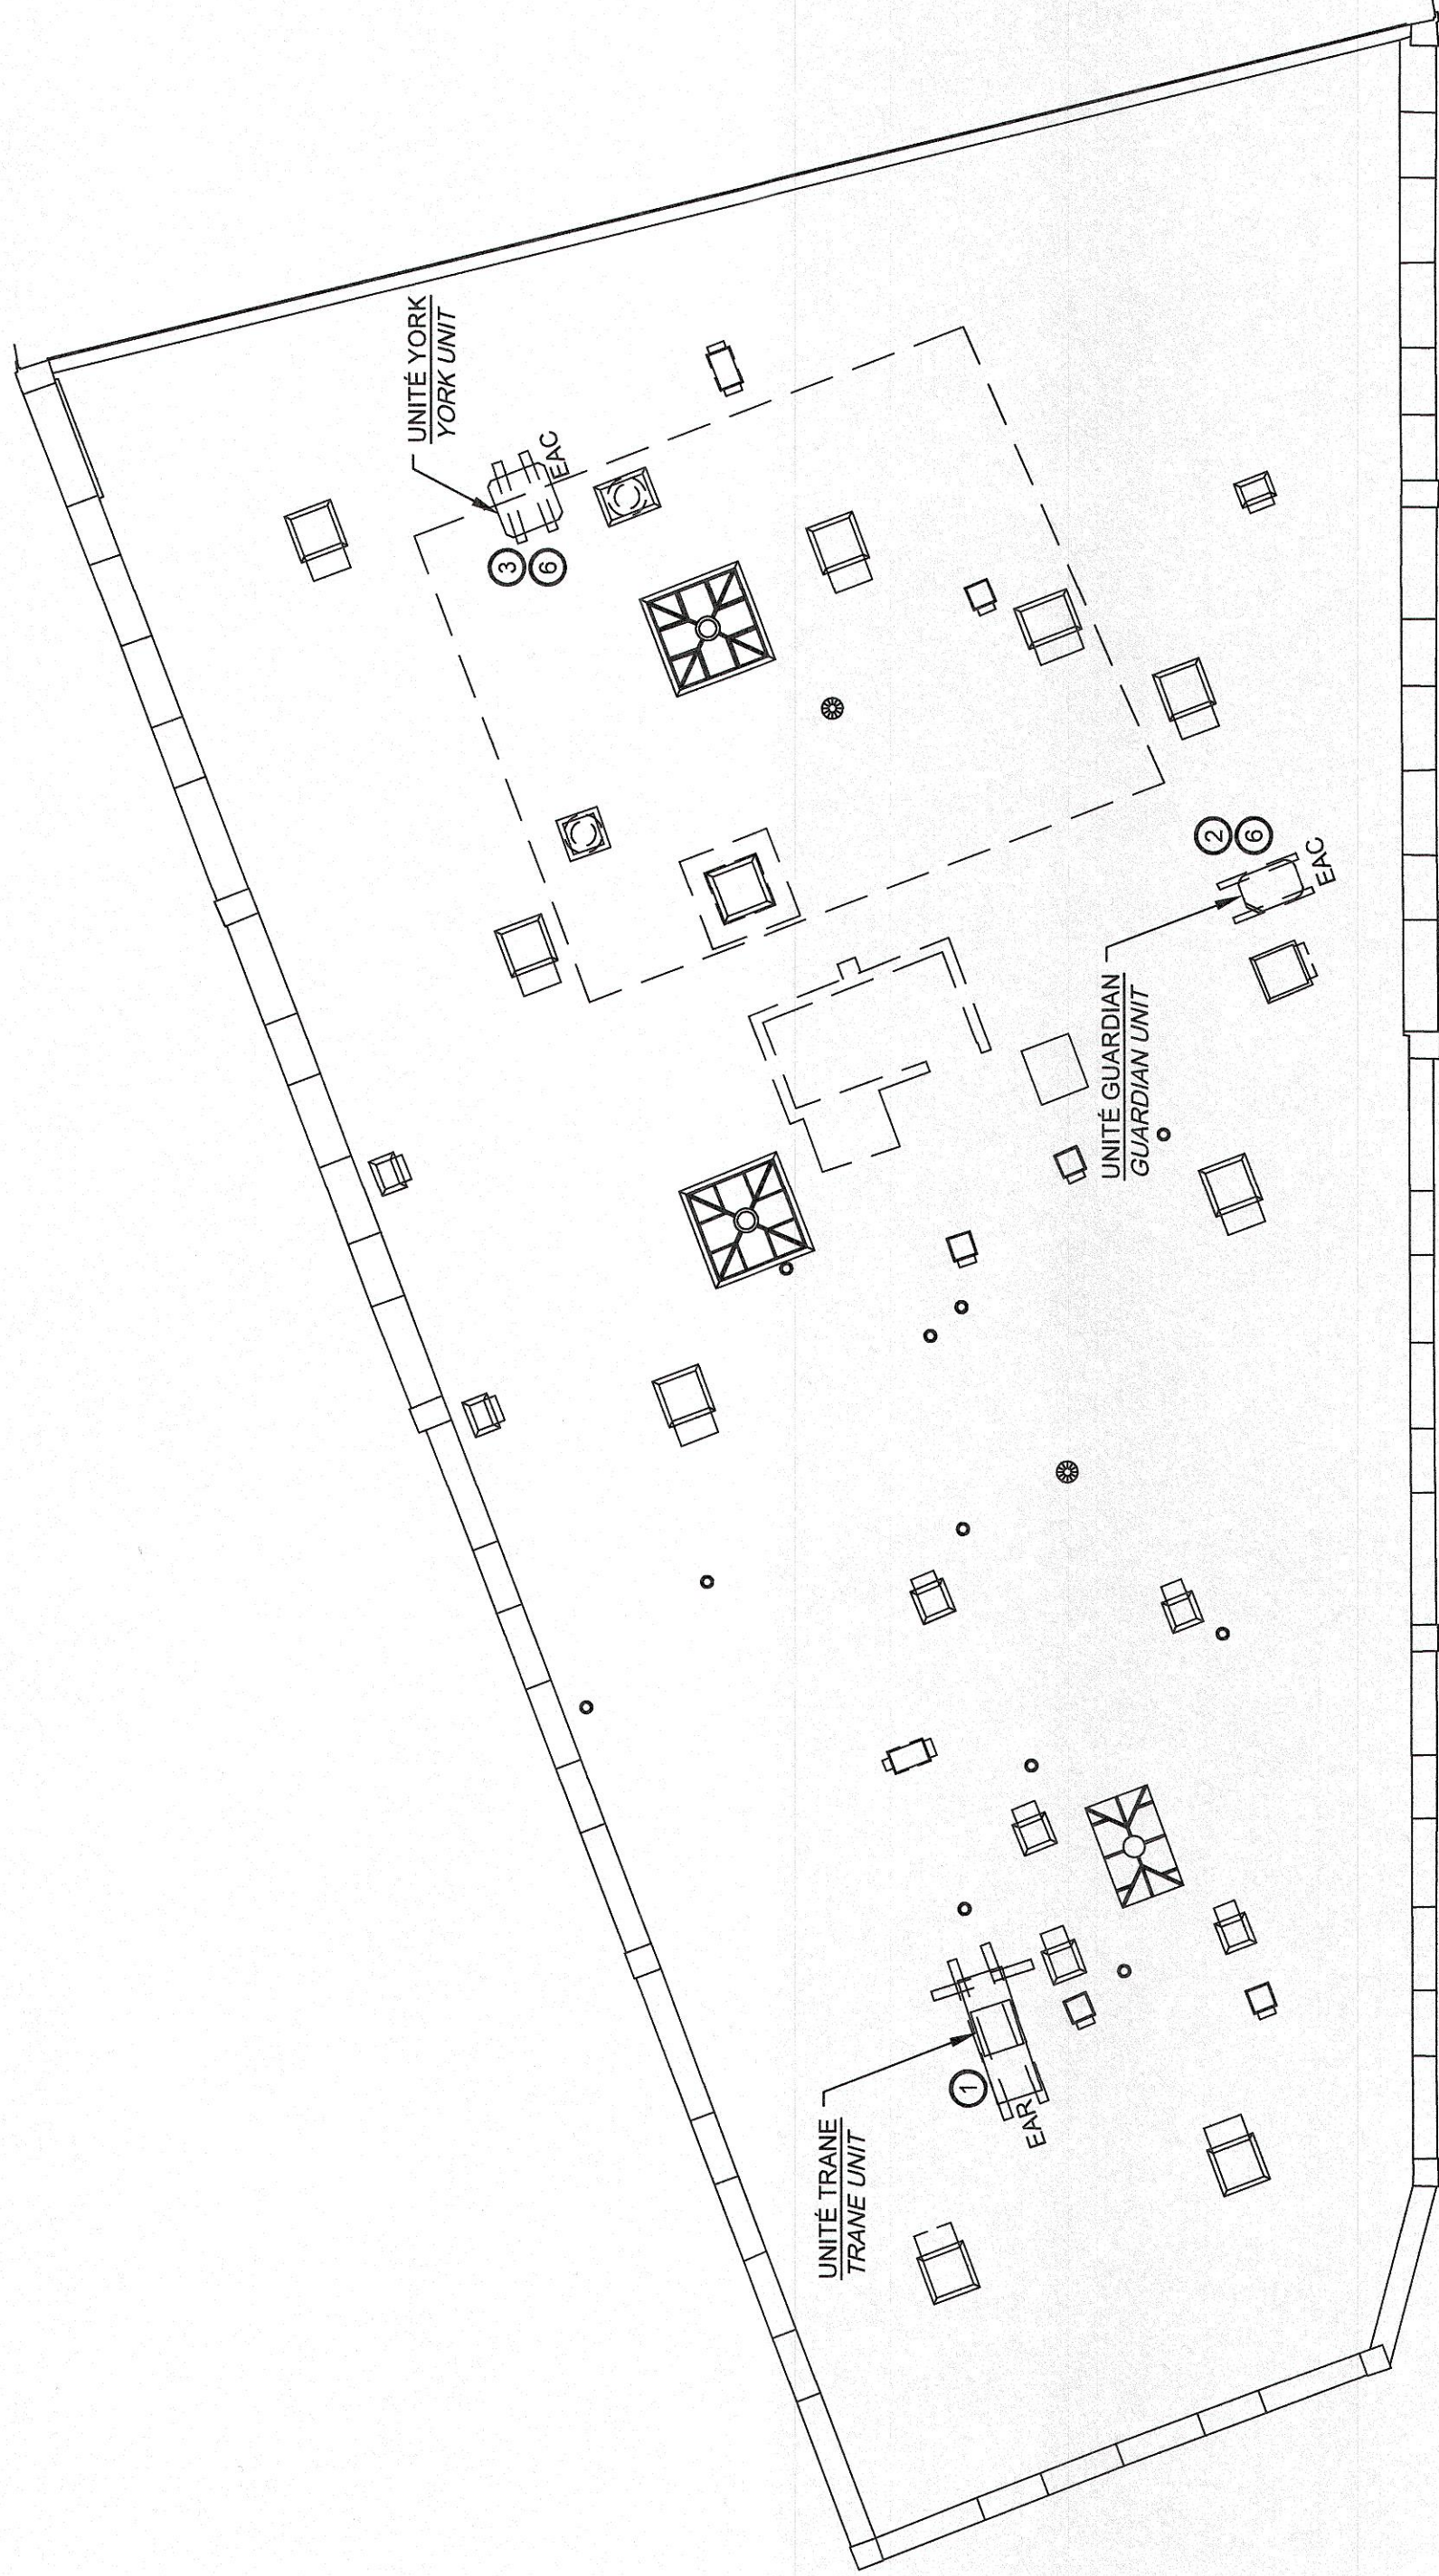 UNITÉ YORK
YORK UNIT
EAC
3
6
2
6
EAC
UNITÉ GUARDIAN
GUARDIAN UNIT
UNITÉ TRANE
TRANE UNIT
1
EAR